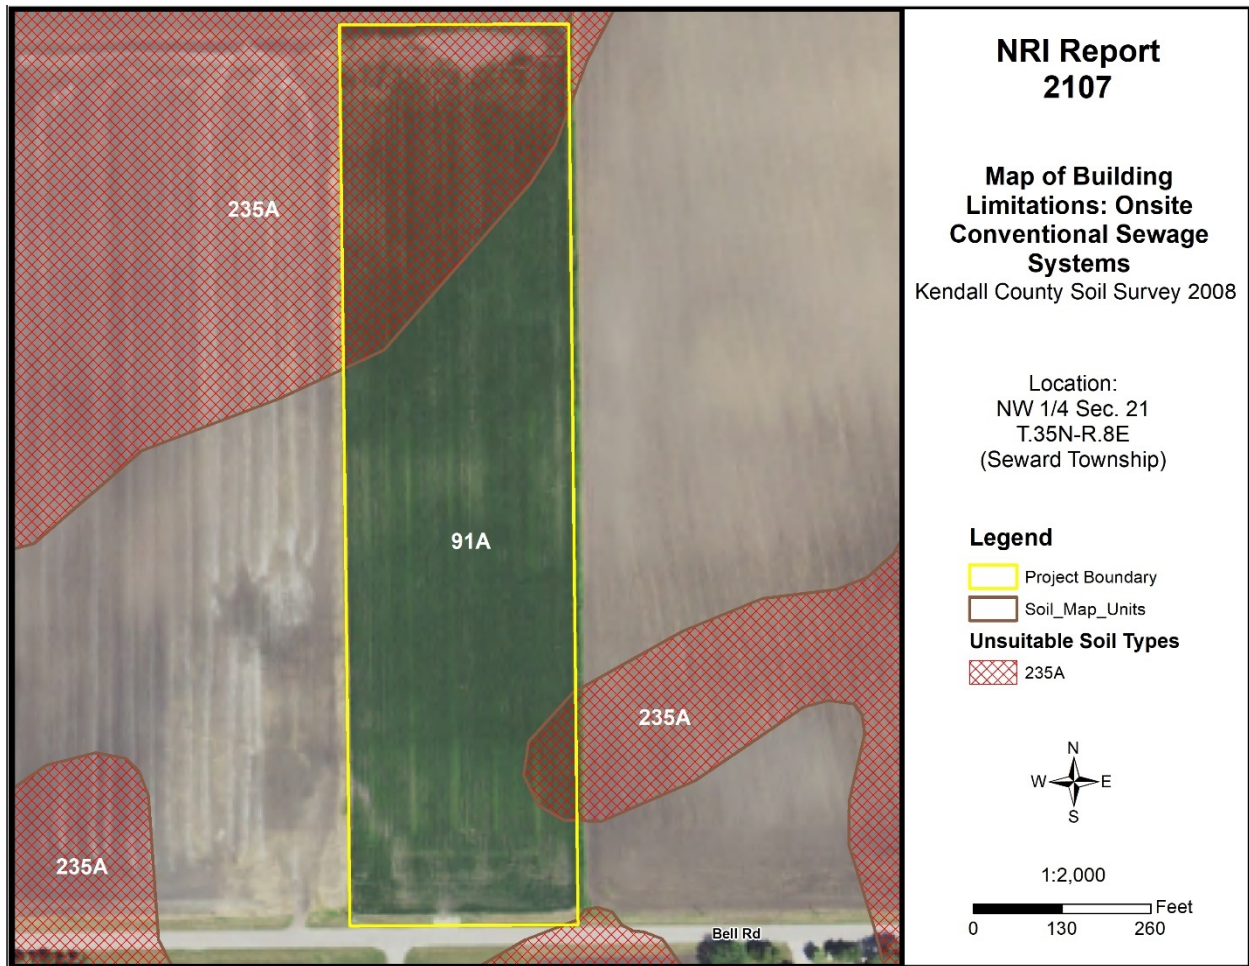 NRI Report
2107
Map of Building
Limitations: Onsite
Conventional Sewage
Systems
Kendall County Soil Survey 2008
Location:
NW 1/4 Sec. 21
T.35N-R.8E
(Seward Township)
Legend
Project Boundary
Soil_Map_Units
Unsuitable Soil Types
235A
N
W E
S
1:2,000
Feet
0 130 260
235A
91A
235A
235A
Bell Rd